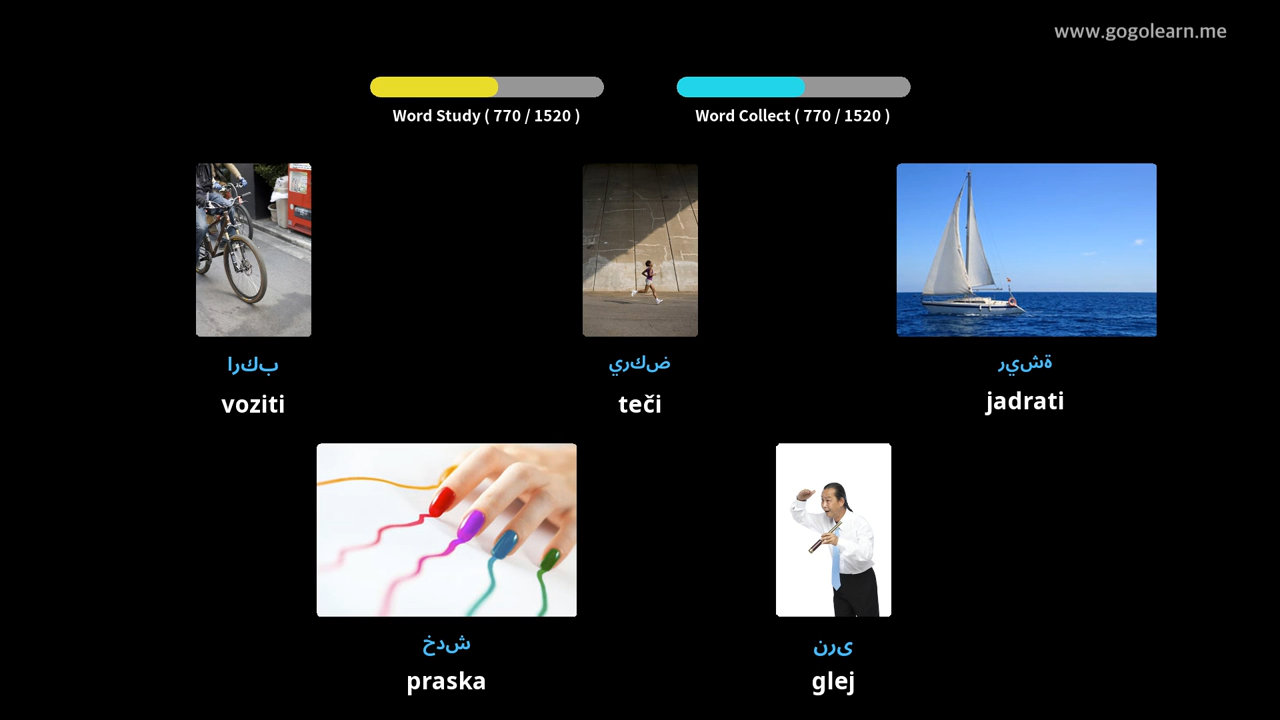 www.gogolearn.me
Word Study ( 770 / 1520 )
Word Collect ( 770 / 1520 )
بكرا
ضكري
ةشير
voziti
teči
jadrati
شدخ
ىرن
praska
glej